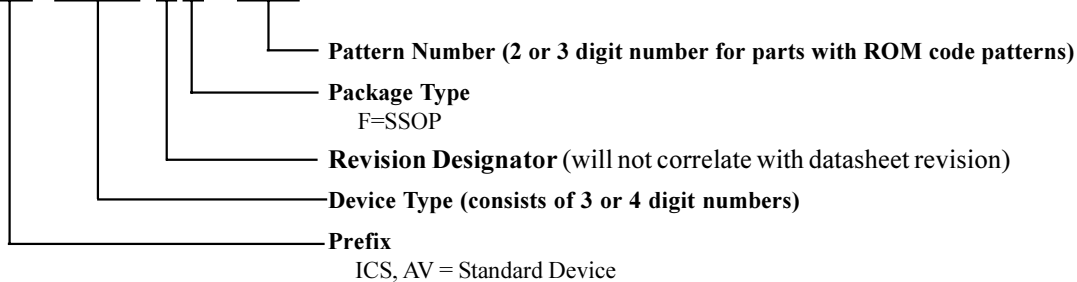 Pattern Number (2 or 3 digit number for parts with ROM code patterns)
Package Type
F=SSOP
Revision Designator (will not correlate with datasheet revision)
Device Type (consists of 3 or 4 digit numbers)
Prefix
ICS, AV = Standard Device